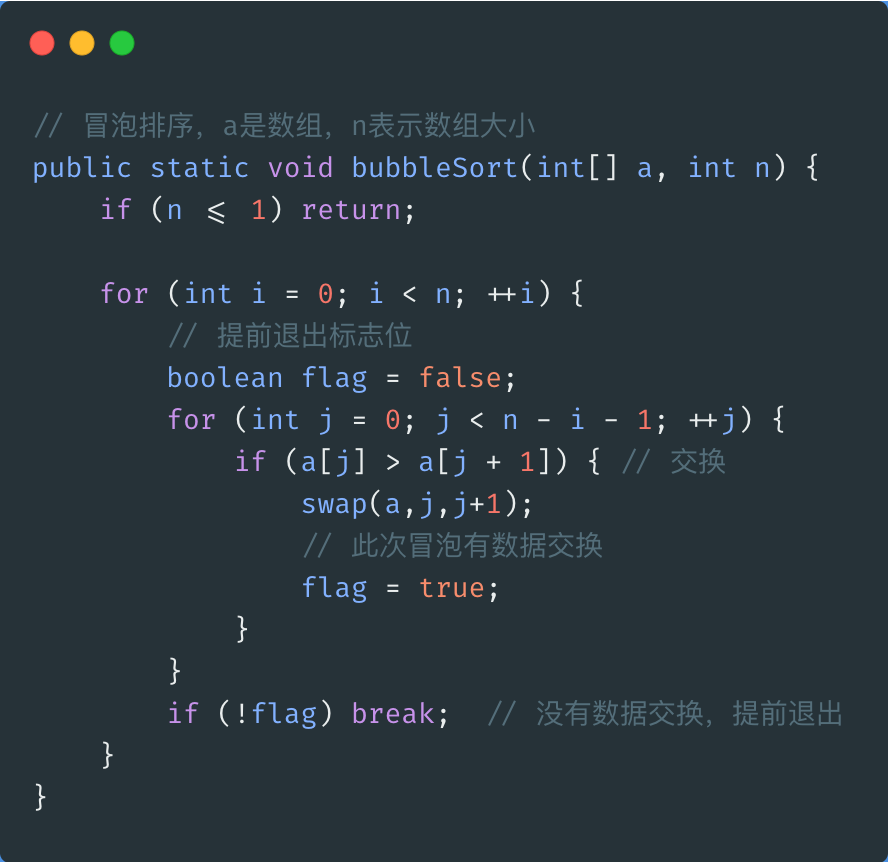 // 冒泡排序，a是数组，n表示数组大小
public static void bubbleSort(int[] a, int n) {
    if (n <= 1) return;
    for (int i = 0; i < n; ++i) {
        // 提前退出标志位
        boolean flag = false;
        for (int j = 0; j < n - i - 1; ++j) {
            if (a[j] > a[j + 1]) { // 交换
                swap(a,j,j+1);
                // 此次冒泡有数据交换
                flag = true;
            }
        }
        if (!flag) break;  // 没有数据交换，提前退出
    }
}